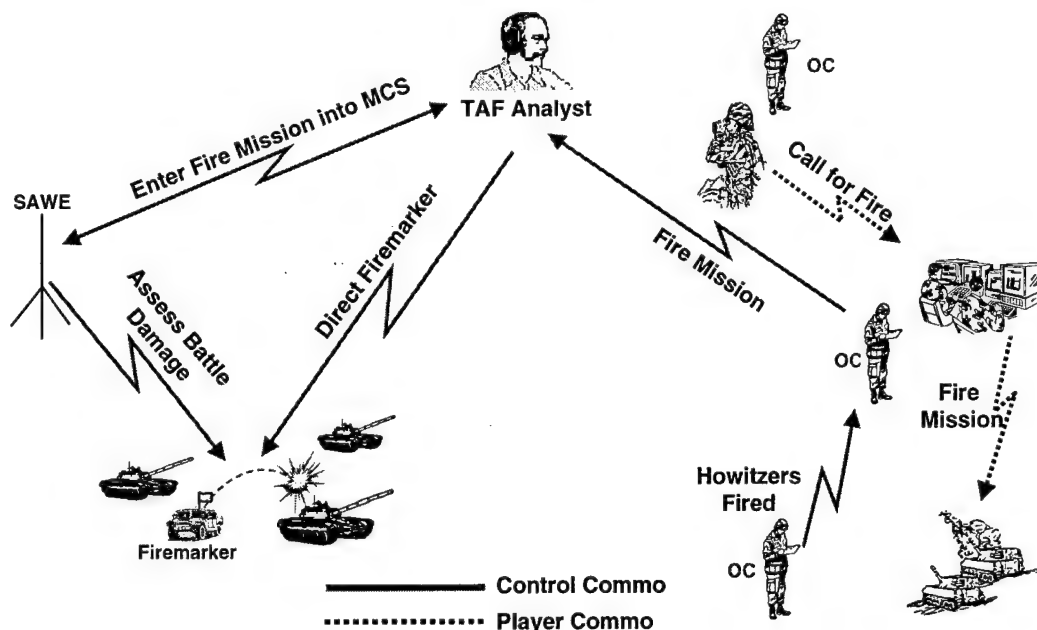 OC
TAF Analyst
Enter Fire Mission into MCS
Call for Fire
SAWE
Fire Mission
Direct Firemarker
Assess Battle
Damage
OC
Fire
Mission
Howitzers
Fired
Firemarker
OC
Control Commo
Player Commo